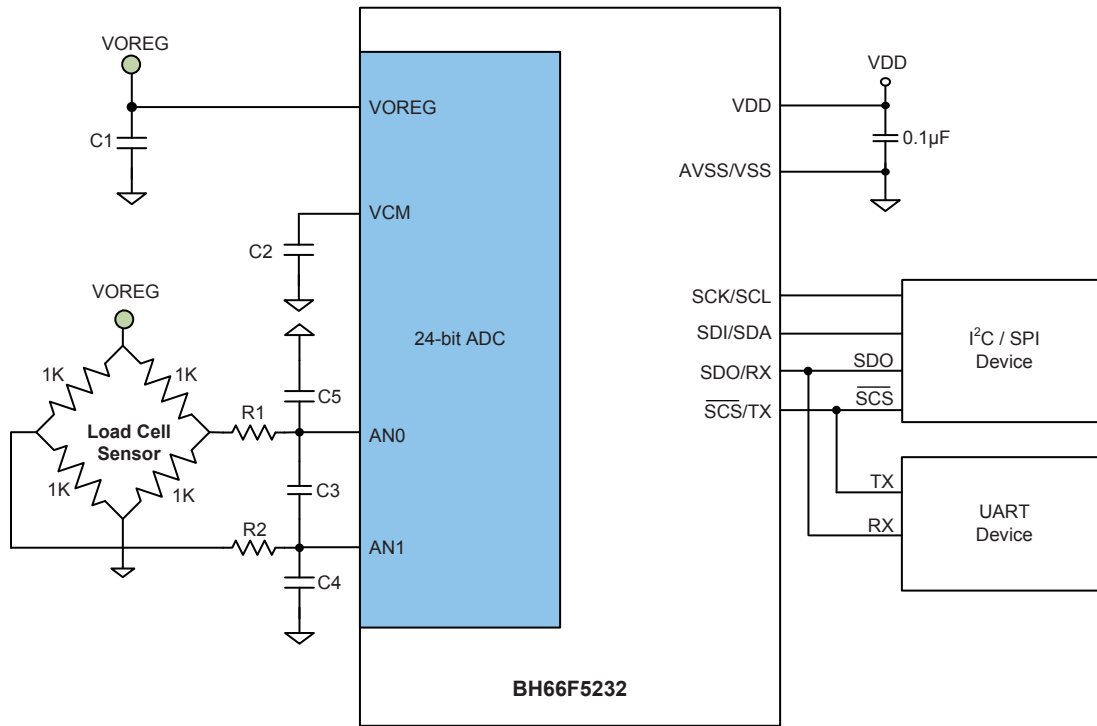 VOREG
C1
VOREG
VCM
C2
VOREG
1K
1K
1K
1K
Load Cell
Sensor
R1
R2
C5
C3
C4
AN0
AN1
24-bit ADC
BH66F5232
VDD
VDD
0.1µF
AVSS/VSS
SCK/SCL
SDI/SDA
SDO/RX
SCS/TX
SDO
SCS
I²C / SPI
Device
TX
RX
UART
Device